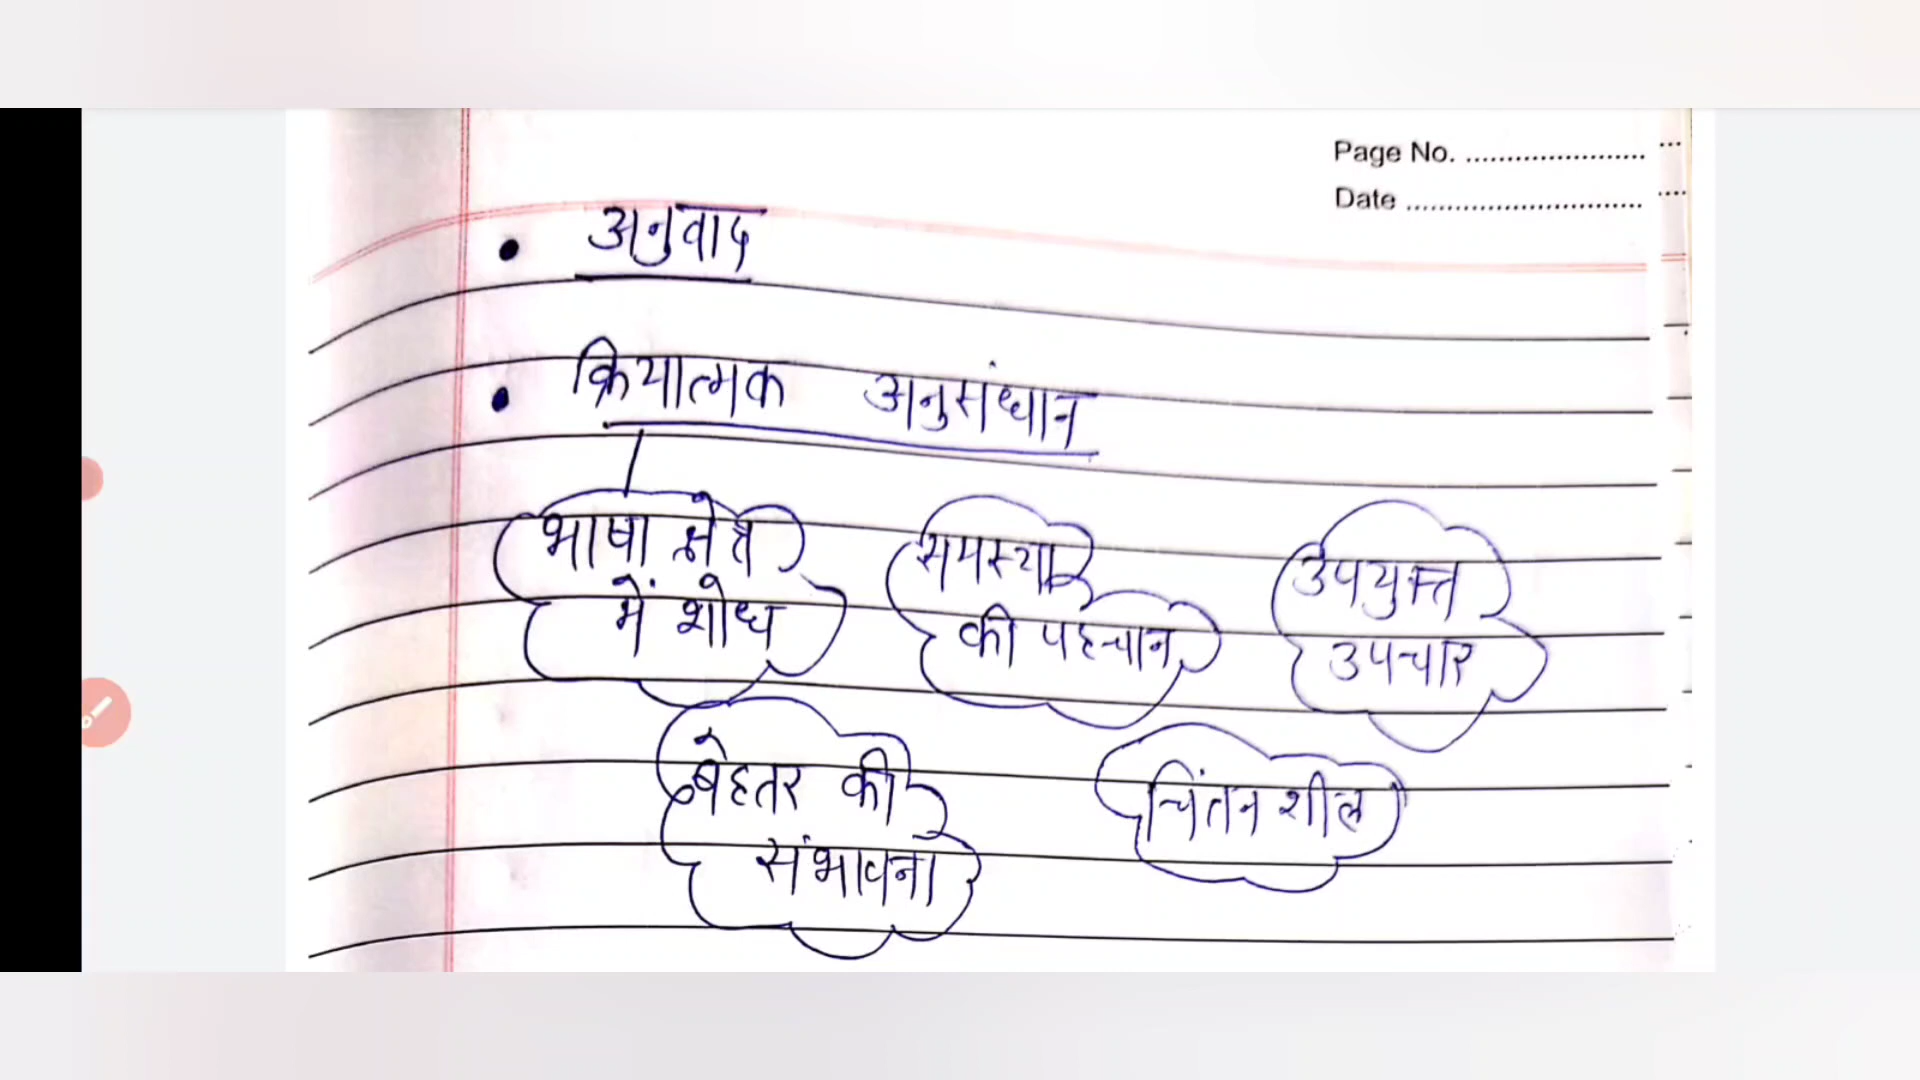 Page No. ......................
Date .............................
• अनुवाद
• क्रियात्मक अनुसंधान
भाषा क्षेत्र
में शोध
समस्या
की पहचान
उपयुक्त
उपचार
बेहतर की
संभावना
चिंतन शील